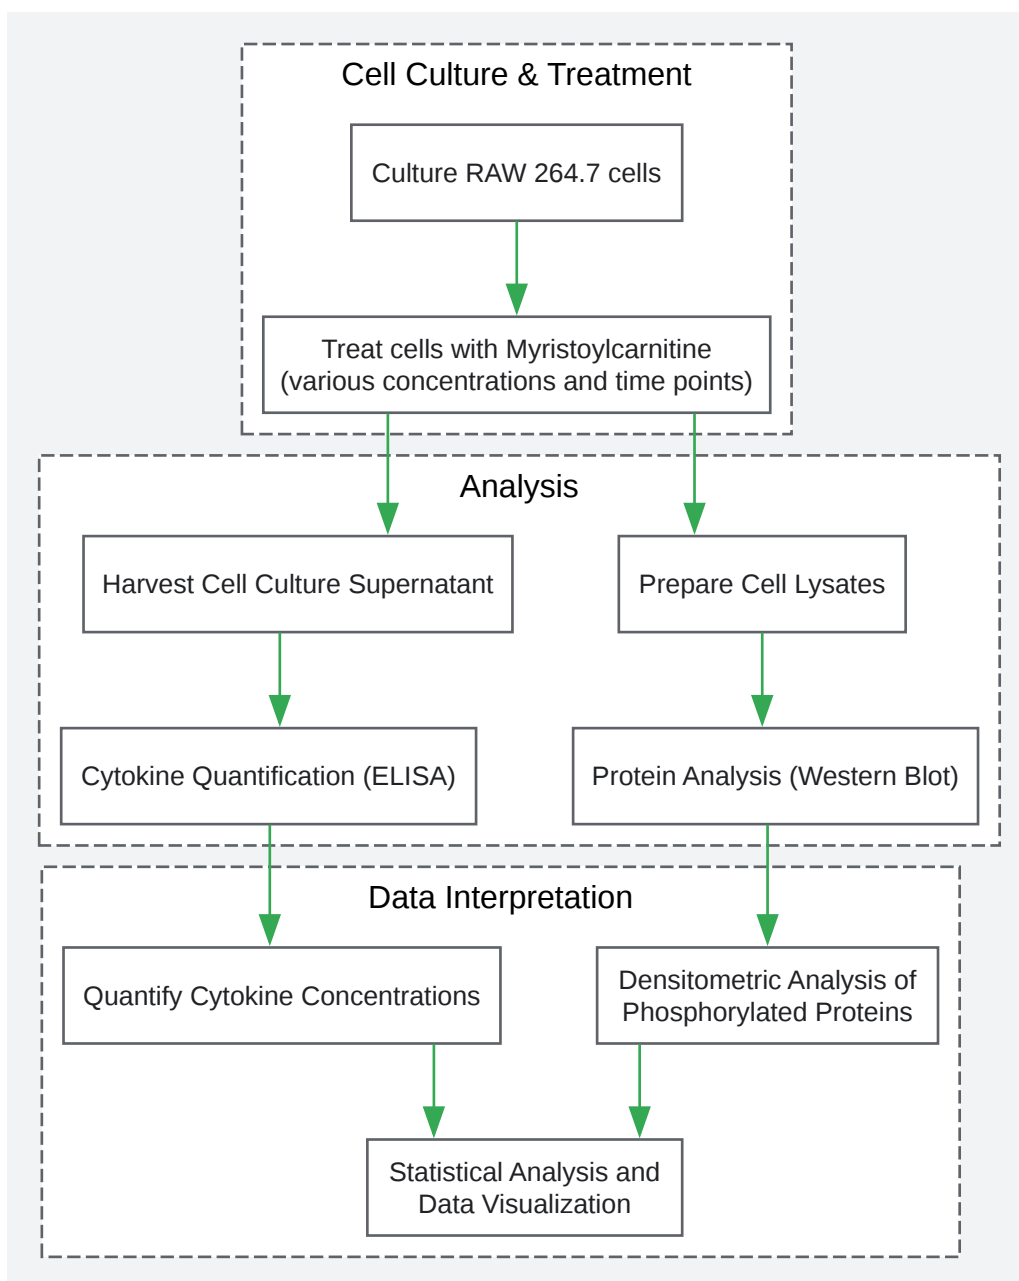 Cell Culture & Treatment
Culture RAW 264.7 cells
Treat cells with Myristoylcarnitine
(various concentrations and time points)
Analysis
Harvest Cell Culture Supernatant
Prepare Cell Lysates
Cytokine Quantification (ELISA)
Protein Analysis (Western Blot)
Data Interpretation
Quantify Cytokine Concentrations
Densitometric Analysis of
Phosphorylated Proteins
Statistical Analysis and
Data Visualization